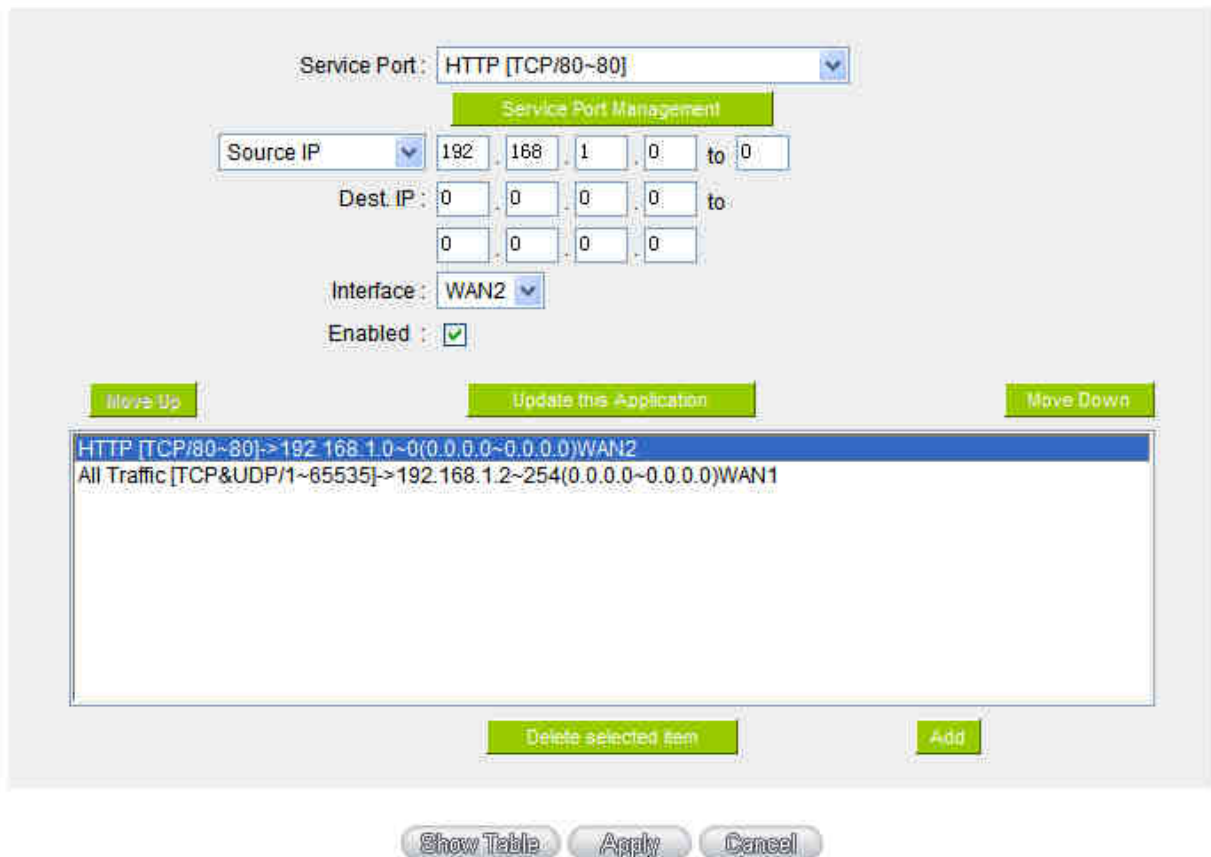 Service Port : HTTP [TCP/80~80]
Service Port Management
Source IP 192 . 168 . 1 . 0 to 0
Dest. IP : 0 . 0 . 0 . 0 to
0 . 0 . 0 . 0
Interface : WAN2
Enabled :
Move Up Update this Application Move Down
HTTP [TCP/80~80]->192.168.1.0~0(0.0.0.0~0.0.0.0)WAN2
All Traffic [TCP&UDP/1~65535]->192.168.1.2~254(0.0.0.0~0.0.0.0)WAN1
Delete selected item Add
Show Table Apply Cancel